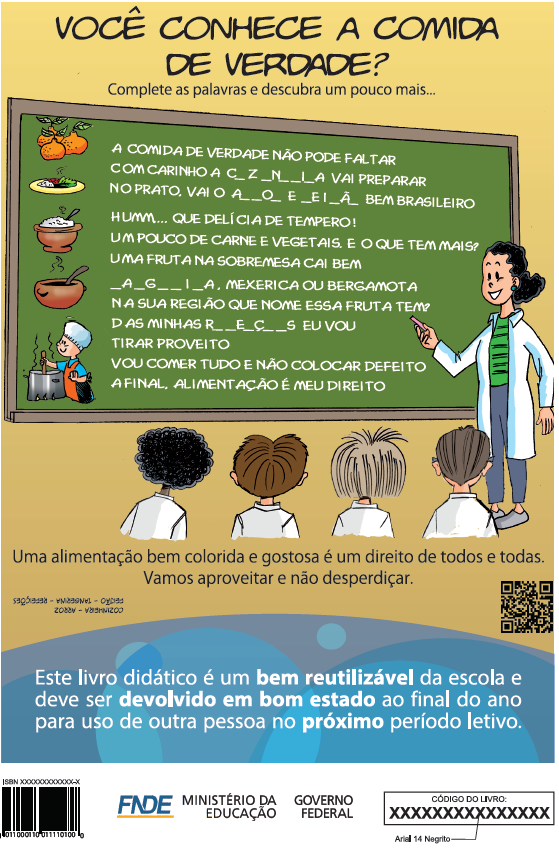 VOCÊ CONHECE A COMIDA
DE VERDADE?
Complete as palavras e descubra um pouco mais...
A COMIDA DE VERDADE NÃO PODE FALTAR
COM CARINHO A C_ Z _N_ _I_A VAI PREPARAR
NO PRATO, VAI O A_ _O_ E _EI_Ã_ BEM BRASILEIRO
HUMM... QUE DELÍCIA DE TEMPERO!
UM POUCO DE CARNE E VEGETAIS. E O QUE TEM MAIS?
UMA FRUTA NA SOBREMESA CAI BEM
_A_G_ _I_A, MEXERICA OU BERGAMOTA
NA SUA REGIÃO QUE NOME ESSA FRUTA TEM?
DAS MINHAS R_ _E_Ç_ _S EU VOU
TIRAR PROVEITO
VOU COMER TUDO E NÃO COLOCAR DEFEITO
AFINAL, ALIMENTAÇÃO É MEU DIREITO
Uma alimentação bem colorida e gostosa é um direito de todos e todas.
Vamos aproveitar e não desperdiçar.
COZINHEIRA - ARROZ
FEIJÃO - TANGERINA - REFEIÇÕES
Este livro didático é um bem reutilizável da escola e
deve ser devolvido em bom estado ao final do ano
para uso de outra pessoa no próximo período letivo.
ISBN XXXXXXXXXXXX-X
FNDE MINISTÉRIO DA EDUCAÇÃO GOVERNO FEDERAL
CÓDIGO DO LIVRO:
XXXXXXXXXXXXXXX
Arial 14 Negrito